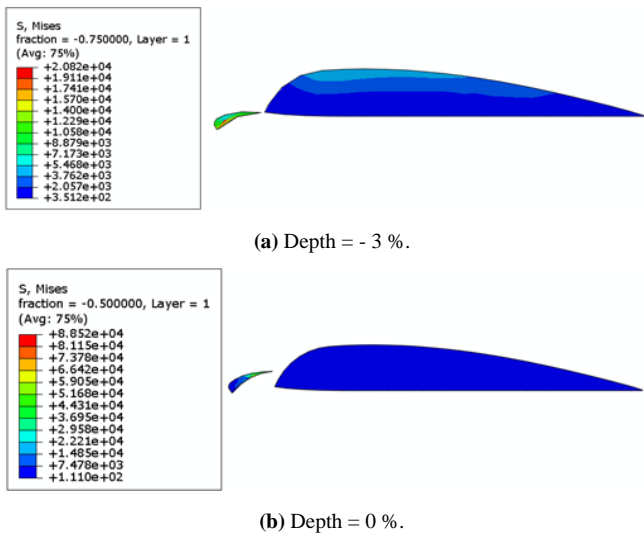 S, Mises
fraction = -0.750000, Layer = 1
(Avg: 75%)
+2.082e+04
+1.911e+04
+1.741e+04
+1.570e+04
+1.400e+04
+1.229e+04
+1.058e+04
+8.879e+03
+7.173e+03
+5.468e+03
+3.762e+03
+2.057e+03
+3.512e+02
(a) Depth = - 3 %.
S, Mises
fraction = -0.500000, Layer = 1
(Avg: 75%)
+8.852e+04
+8.115e+04
+7.378e+04
+6.642e+04
+5.905e+04
+5.168e+04
+4.431e+04
+3.695e+04
+2.958e+04
+2.221e+04
+1.485e+04
+7.478e+03
+1.110e+02
(b) Depth = 0 %.